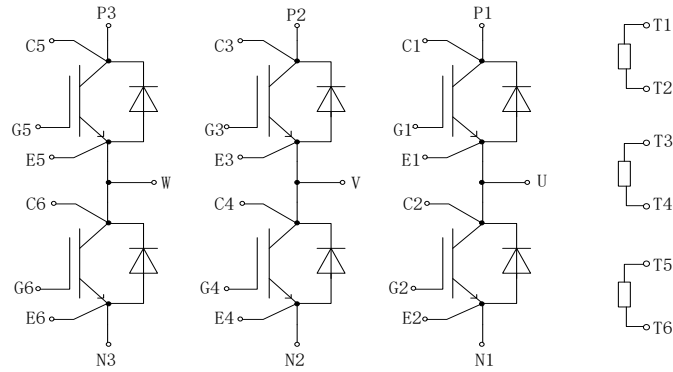 P3 P2 P1
C5 C3 C1 T1
G5 G3 G1 T2
E5 E3 E1 T3
W V U
C6 C4 C2 T4
G6 G4 G2 T5
E6 E4 E2 T6
N3 N2 N1